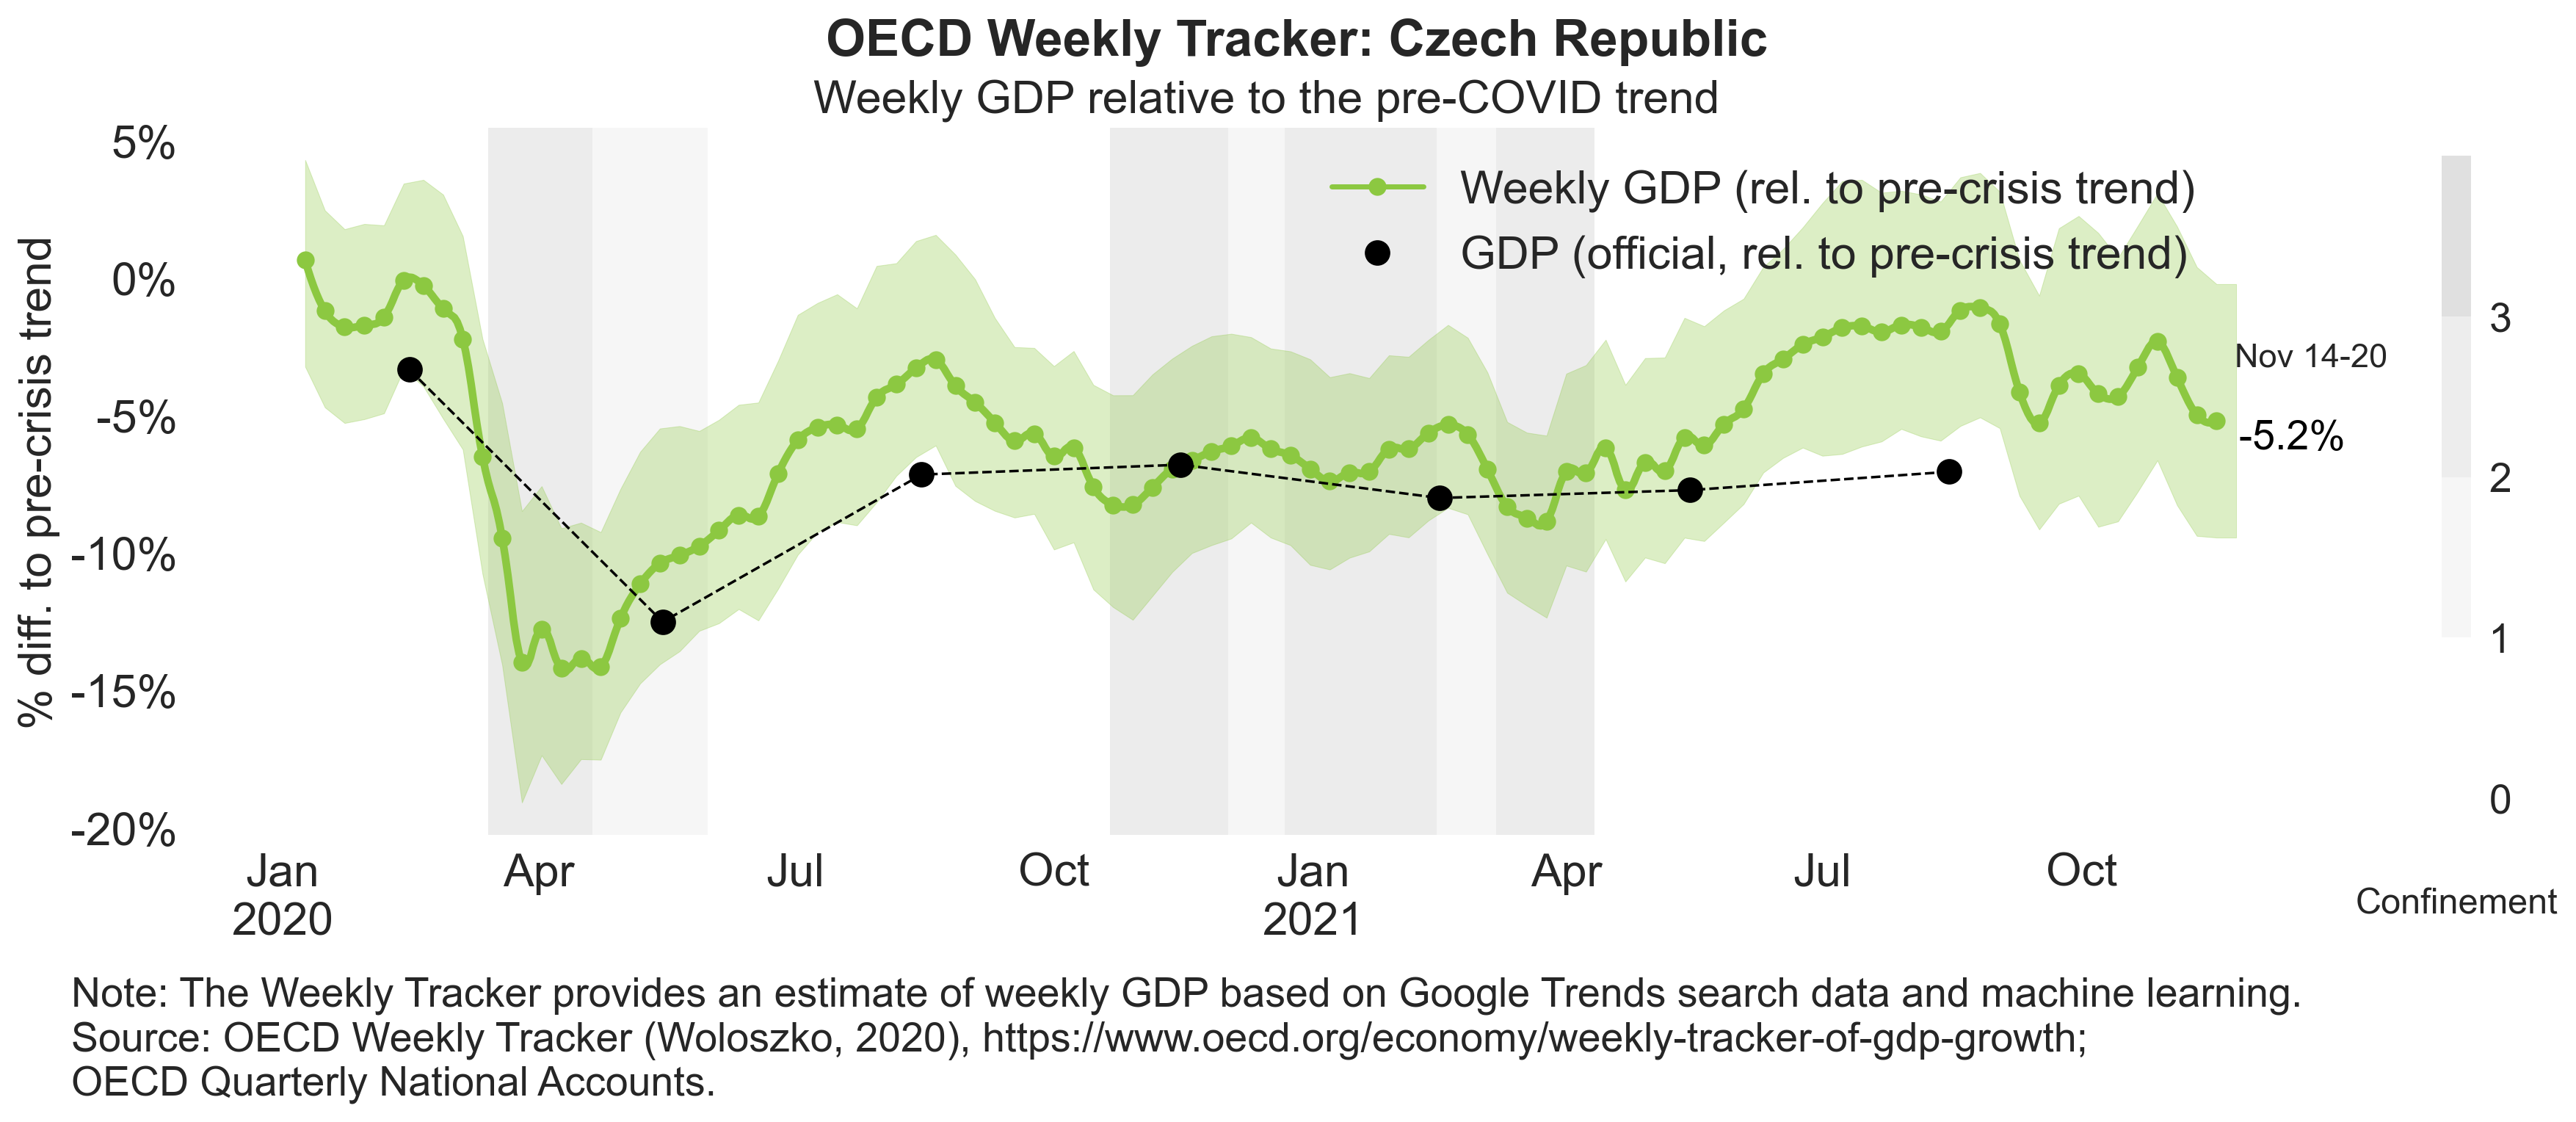 OECD Weekly Tracker: Czech Republic
Weekly GDP relative to the pre-COVID trend
% diff. to pre-crisis trend
5%
0%
-5%
-10%
-15%
-20%
Weekly GDP (rel. to pre-crisis trend)
GDP (official, rel. to pre-crisis trend)
Nov 14-20
-5.2%
3
2
1
0
Confinement
Jan Apr Jul Oct Jan Apr Jul Oct
2020 2021
Note: The Weekly Tracker provides an estimate of weekly GDP based on Google Trends search data and machine learning.
Source: OECD Weekly Tracker (Woloszko, 2020), https://www.oecd.org/economy/weekly-tracker-of-gdp-growth;
OECD Quarterly National Accounts.